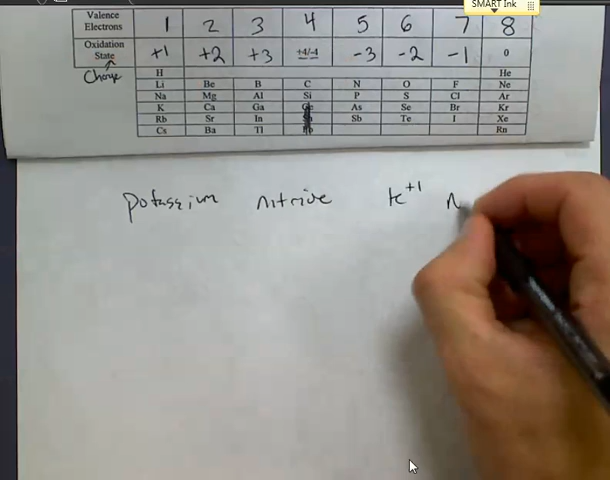 SMART Ink
Valence Electrons 1 2 3 4 5 6 7 8
Oxidation State +1 +2 +3 +4/-4 -3 -2 -1 0
Charge
H He
Li Be B C N O F Ne
Na Mg Al Si P S Cl Ar
K Ca Ga Ge As Se Br Kr
Rb Sr In Sn Sb Te I Xe
Cs Ba Tl Pb Rn
potassium nitride K+1 N